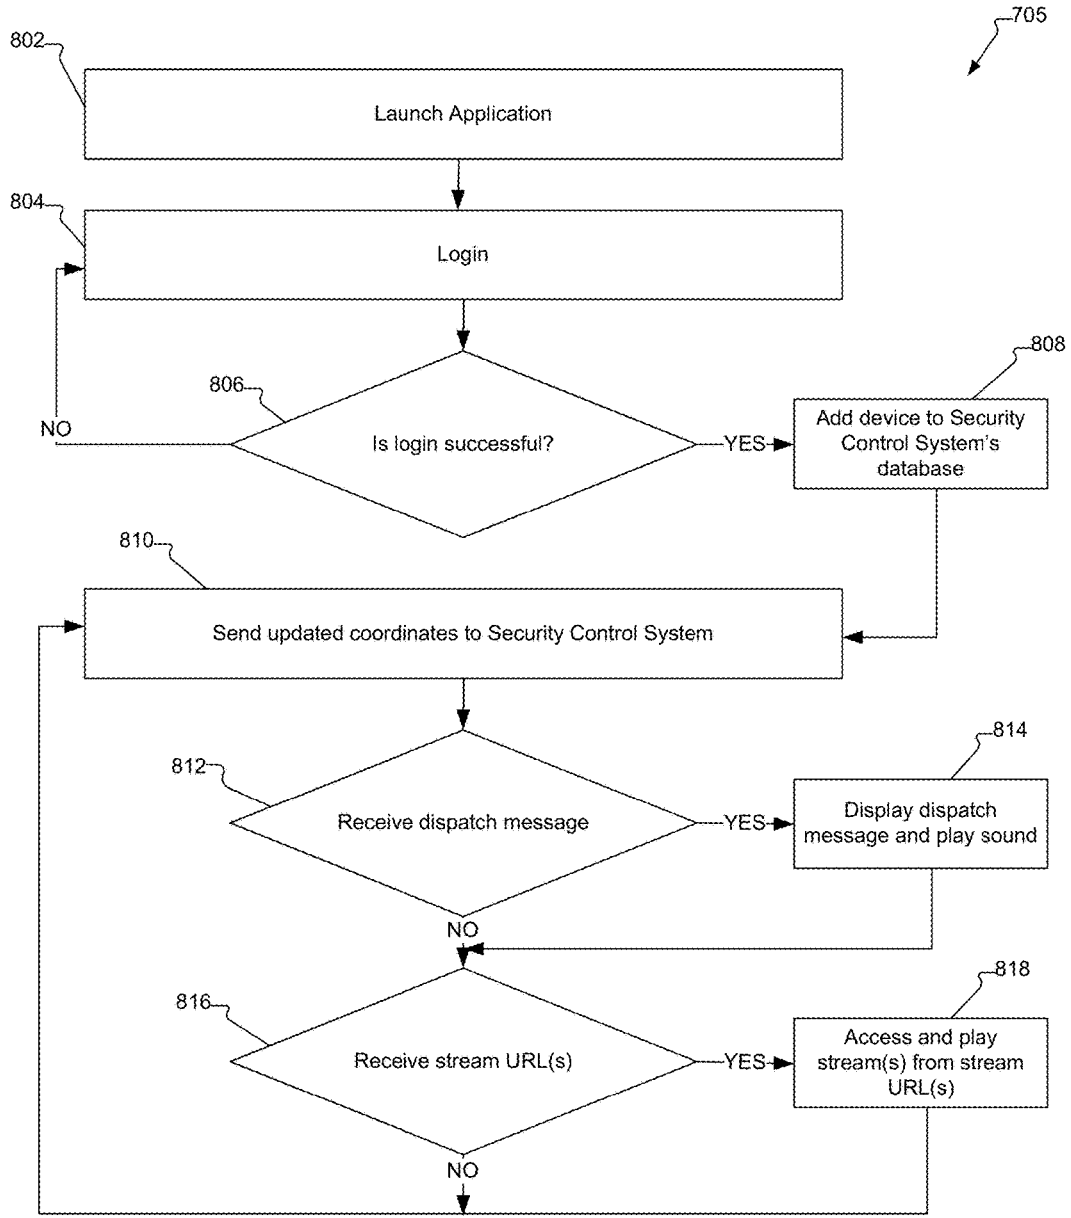 705
802
Launch Application
804
Login
808
806
Add device to Security
Control System's
database
NO
Is login successful?
YES
810
Send updated coordinates to Security Control System
814
812
Display dispatch
message and play sound
Receive dispatch message
YES
NO
818
816
Access and play
stream(s) from stream
URL(s)
Receive stream URL(s)
YES
NO